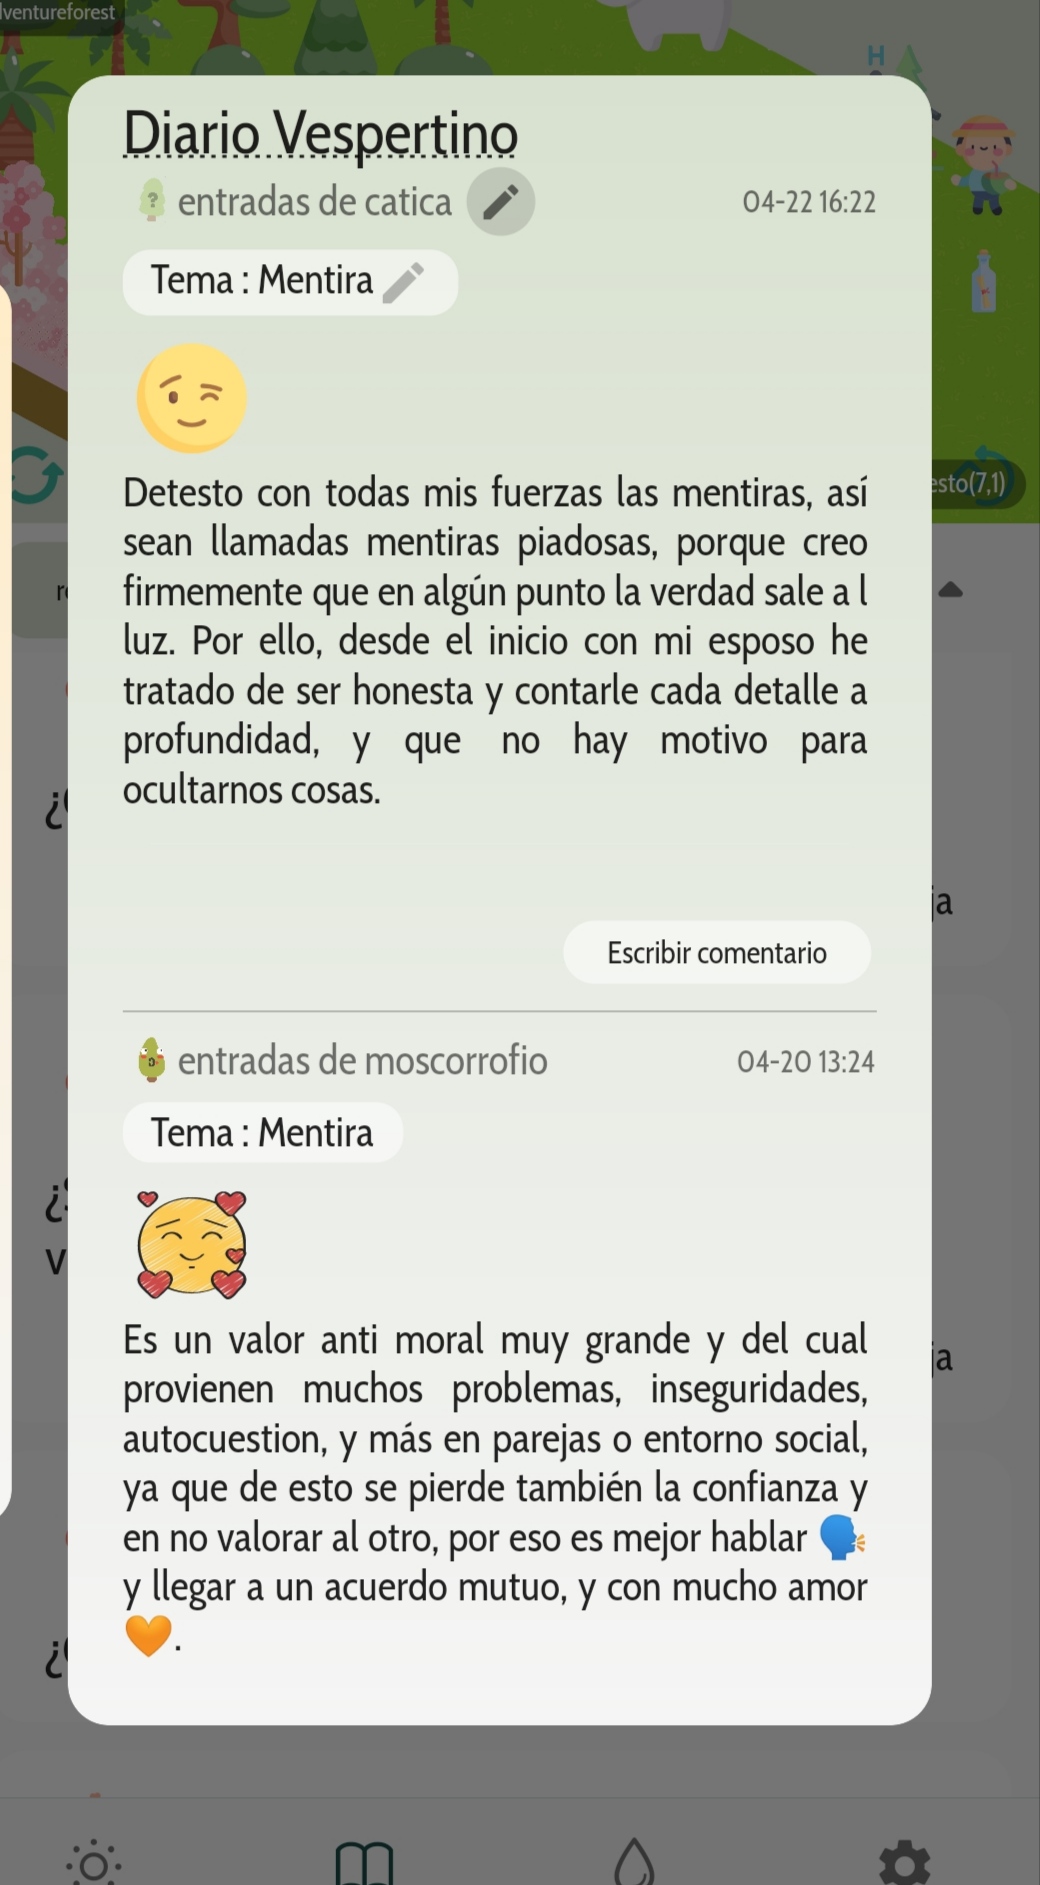 dventureforest
H
Diario Vespertino
? entradas de catica
04-22 16:22
Tema : Mentira
esto(7,1)
Detesto con todas mis fuerzas las mentiras, así
sean llamadas mentiras piadosas, porque creo
firmemente que en algún punto la verdad sale a l
luz. Por ello, desde el inicio con mi esposo he
tratado de ser honesta y contarle cada detalle a
profundidad, y que no hay motivo para
ocultarnos cosas.
ja
Escribir comentario
entradas de moscorrofio
04-20 13:24
Tema : Mentira
ja
Es un valor anti moral muy grande y del cual
provienen muchos problemas, inseguridades,
autocuestion, y más en parejas o entorno social,
ya que de esto se pierde también la confianza y
en no valorar al otro, por eso es mejor hablar 🗣
y llegar a un acuerdo mutuo, y con mucho amor
🧡.